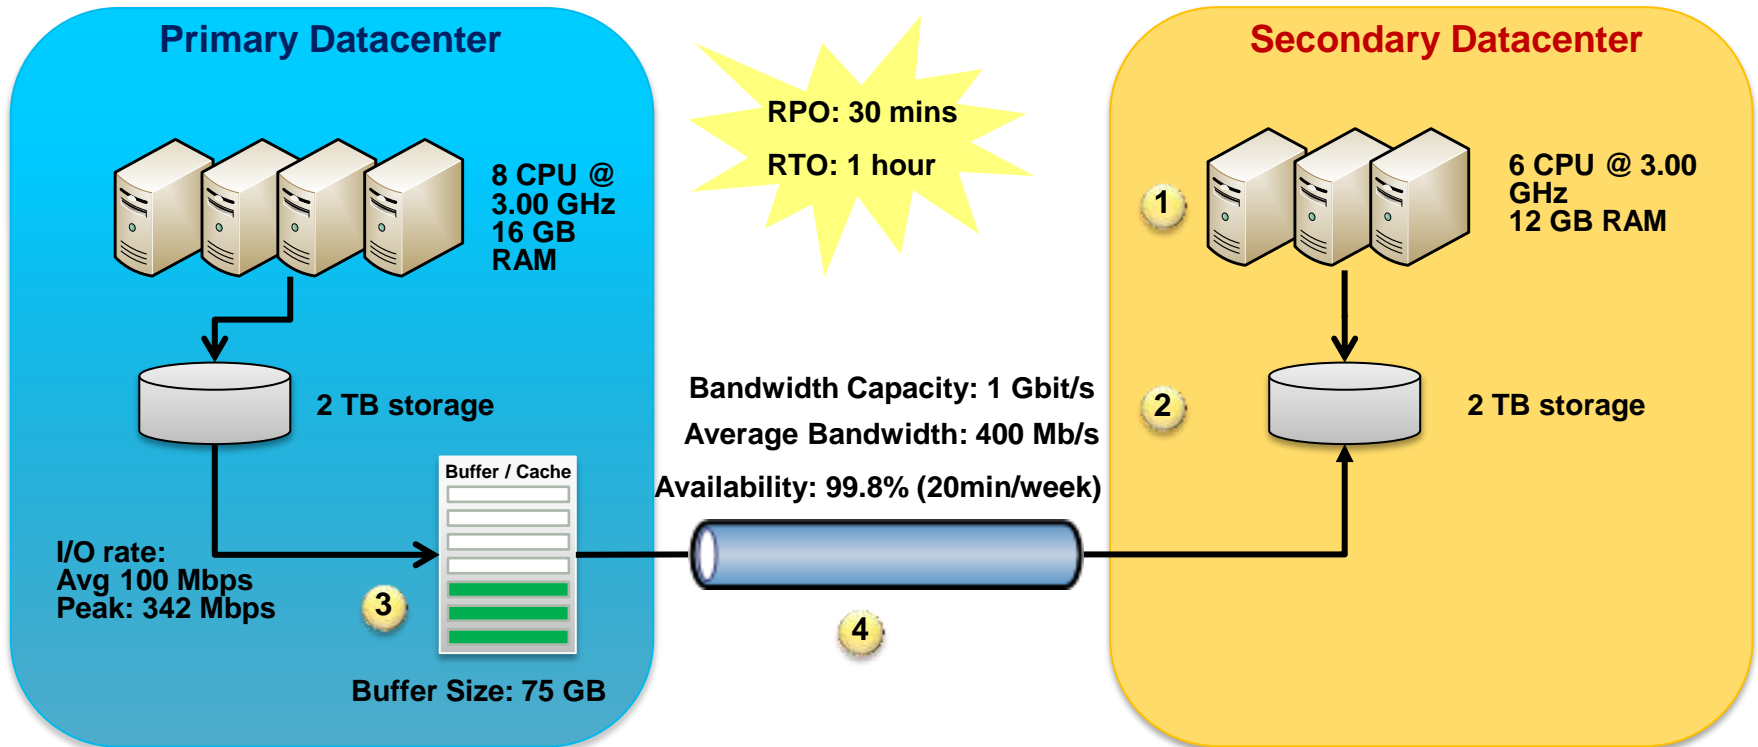 Primary Datacenter
8 CPU @
3.00 GHz
16 GB
RAM
2 TB storage
I/O rate:
Avg 100 Mbps
Peak: 342 Mbps
3
Buffer / Cache
Buffer Size: 75 GB
RPO: 30 mins
RTO: 1 hour
Bandwidth Capacity: 1 Gbit/s
Average Bandwidth: 400 Mb/s
Availability: 99.8% (20min/week)
4
Secondary Datacenter
1
6 CPU @ 3.00
GHz
12 GB RAM
2
2 TB storage